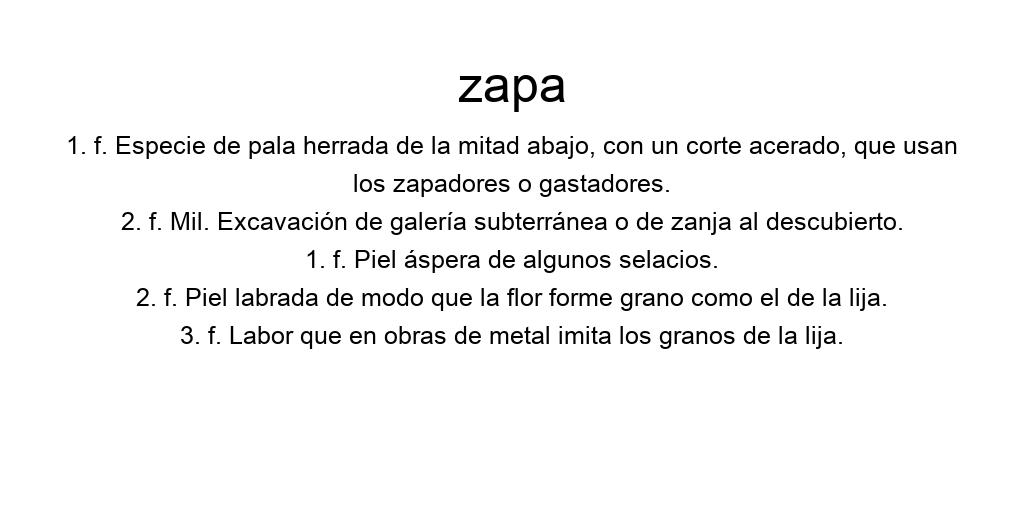 zapa
1. f. Especie de pala herrada de la mitad abajo, con un corte acerado, que usan
los zapadores o gastadores.
2. f. Mil. Excavación de galería subterránea o de zanja al descubierto.
1. f. Piel áspera de algunos selacios.
2. f. Piel labrada de modo que la flor forme grano como el de la lija.
3. f. Labor que en obras de metal imita los granos de la lija.